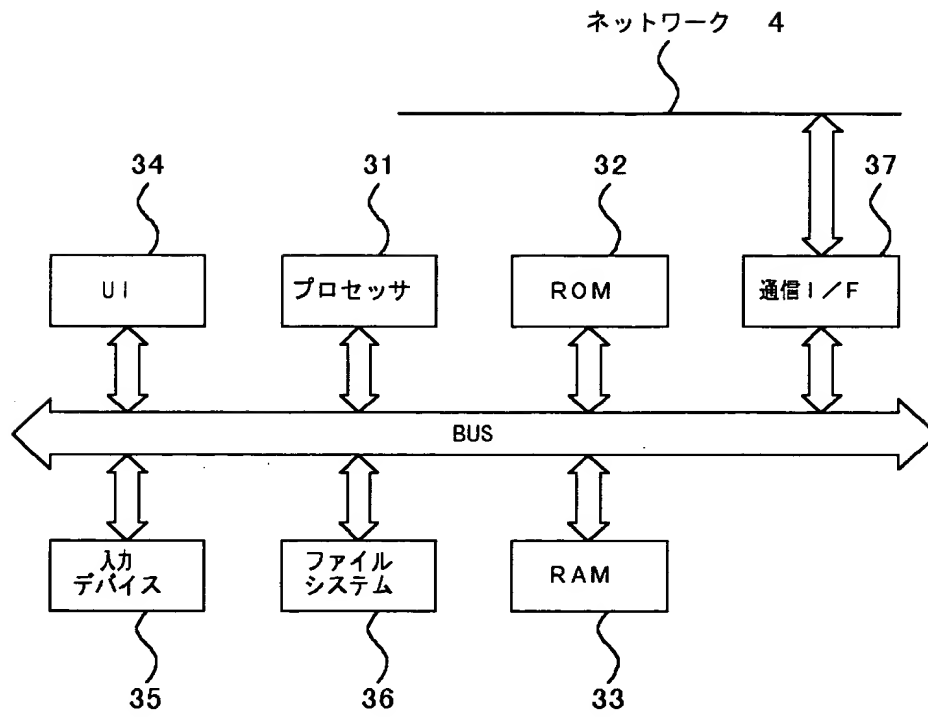 ネットワーク 4
34
31
32
37
UI
プロセッサ
ROM
通信I/F
BUS
入力
デバイス
ファイル
システム
RAM
35
36
33